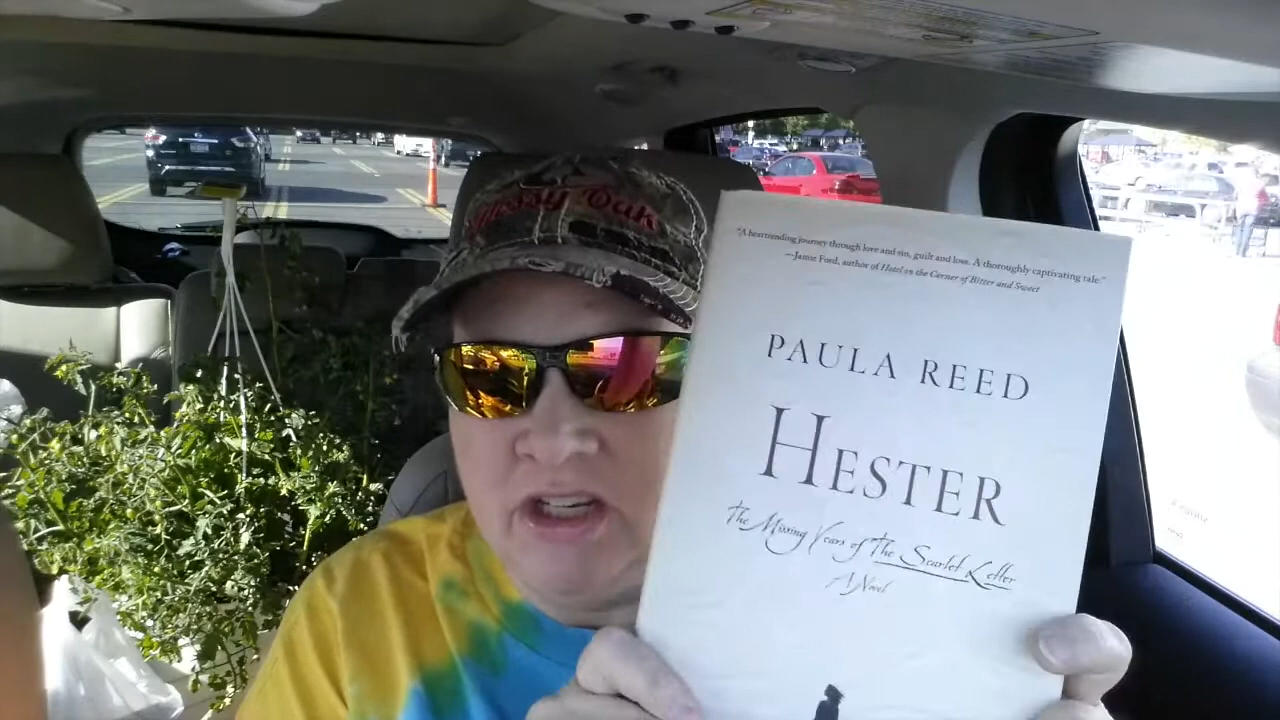 Mossy Oak
"A heartrending journey through love and sin, guilt and loss. A thoroughly captivating tale."
—Jamie Ford, author of Hotel on the Corner of Bitter and Sweet
PAULA REED
HESTER
The Missing Years of The Scarlet Letter
A Novel